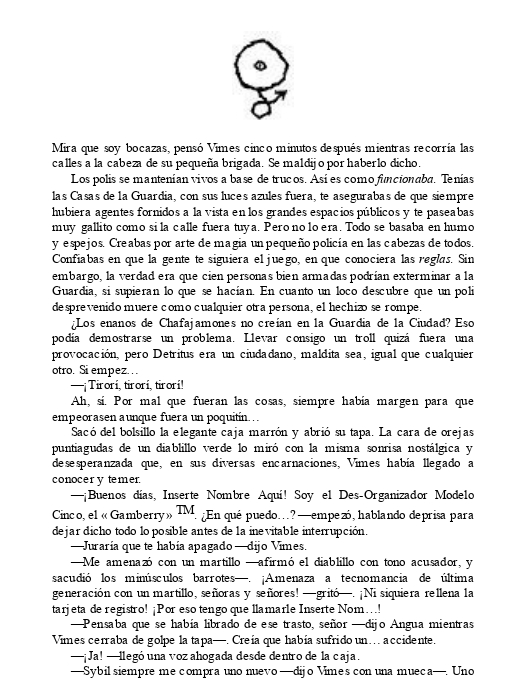 Mira que soy bocazas, pensó Vimes cinco minutos después mientras recorría las
calles a la cabeza de su pequeña brigada. Se maldijo por haberlo dicho.
Los polis se mantenían vivos a base de trucos. Así es como funcionaba. Tenías
las Casas de la Guardia, con sus luces azules fuera, te asegurabas de que siempre
hubiera agentes fornidos a la vista en los grandes espacios públicos y te paseabas
muy gallito como si la calle fuera tuya. Pero no lo era. Todo se basaba en humo
y espejos. Creabas por arte de magia un pequeño policía en las cabezas de todos.
Confiabas en que la gente te siguiera el juego, en que conociera las reglas. Sin
embargo, la verdad era que cien personas bien armadas podrían exterminar a la
Guardia, si supieran lo que se hacían. En cuanto un loco descubre que un poli
desprevenido muere como cualquier otra persona, el hechizo se rompe.
¿Los enanos de Chafajamones no creían en la Guardia de la Ciudad? Eso
podía demostrarse un problema. Llevar consigo un troll quizá fuera una
provocación, pero Detritus era un ciudadano, maldita sea, igual que cualquier
otro. Si empez…
—¡Tirorí, tirorí, tirorí!
Ah, sí. Por mal que fueran las cosas, siempre había margen para que
empeorasen aunque fuera un poquitín…
Sacó del bolsillo la elegante caja marrón y abrió su tapa. La cara de orejas
puntiagudas de un diablillo verde lo miró con la misma sonrisa nostálgica y
desesperanzada que, en sus diversas encarnaciones, Vimes había llegado a
conocer y temer.
—¡Buenos días, Inserte Nombre Aquí! Soy el Des-Organizador Modelo
Cinco, el «Gamberry» TM. ¿En qué puedo…? —empezó, hablando deprisa para
dejar dicho todo lo posible antes de la inevitable interrupción.
—Juraría que te había apagado —dijo Vimes.
—Me amenazó con un martillo —afirmó el diablillo con tono acusador, y
sacudió los minúsculos barrotes—. ¡Amenaza a tecnomancia de última
generación con un martillo, señoras y señores! —gritó—. ¡Ni siquiera rellena la
tarjeta de registro! ¡Por eso tengo que llamarle Inserte Nom…!
—Pensaba que se había librado de ese trasto, señor —dijo Angua mientras
Vimes cerraba de golpe la tapa—. Creía que había sufrido un… accidente.
—¡Ja! —llegó una voz ahogada desde dentro de la caja.
—Sybil siempre me compra uno nuevo —dijo Vimes con una mueca—. Uno